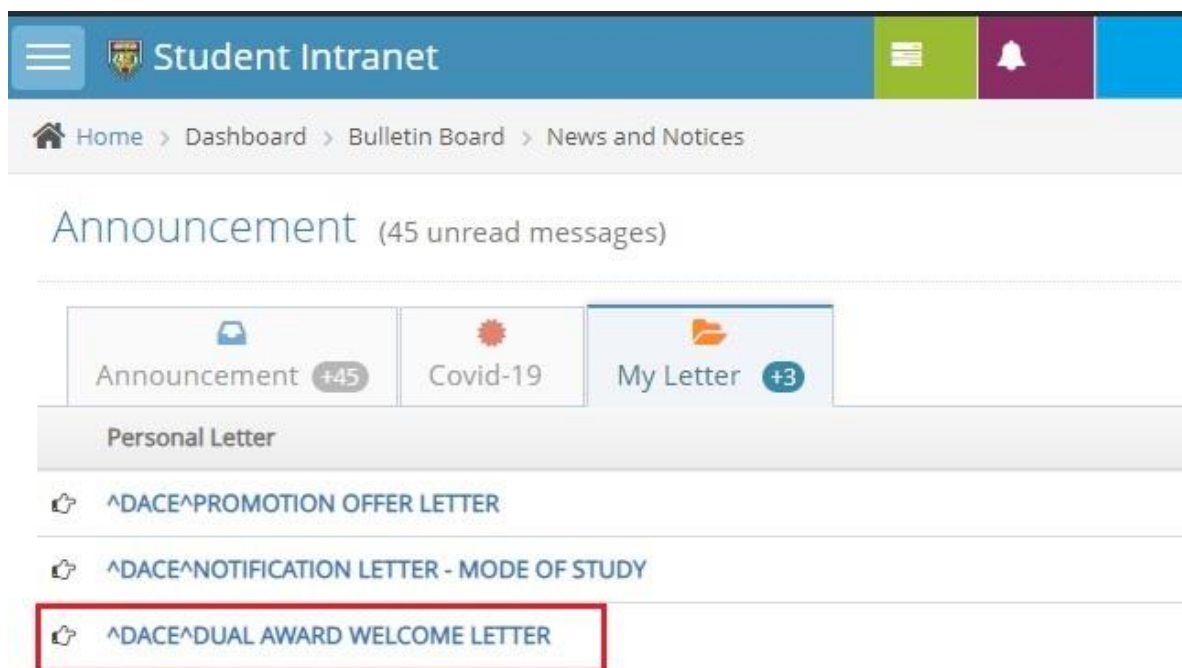 Student Intranet
Home > Dashboard > Bulletin Board > News and Notices
Announcement (45 unread messages)
Announcement +45 Covid-19 My Letter +3
Personal Letter
^DACE^PROMOTION OFFER LETTER
^DACE^NOTIFICATION LETTER - MODE OF STUDY
^DACE^DUAL AWARD WELCOME LETTER